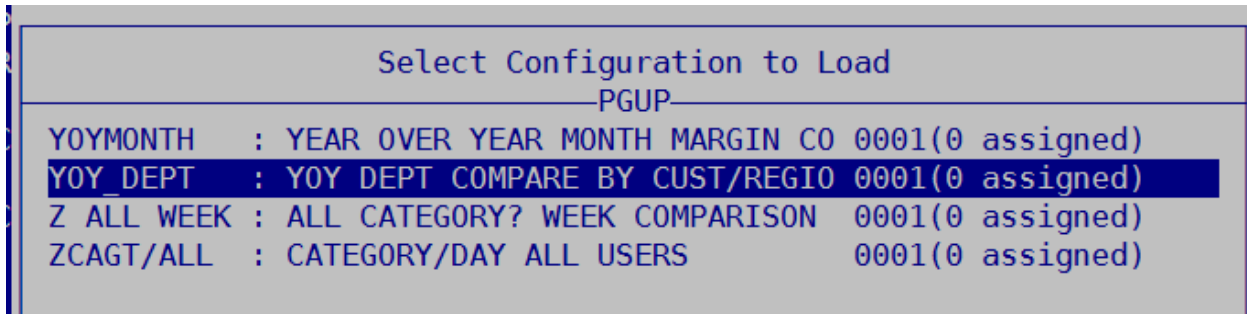 Select Configuration to Load
PGUP
YOYMONTH : YEAR OVER YEAR MONTH MARGIN CO 0001(0 assigned)
YOY_DEPT : YOY DEPT COMPARE BY CUST/REGIO 0001(0 assigned)
Z ALL WEEK : ALL CATEGORY? WEEK COMPARISON 0001(0 assigned)
ZCAGT/ALL : CATEGORY/DAY ALL USERS 0001(0 assigned)